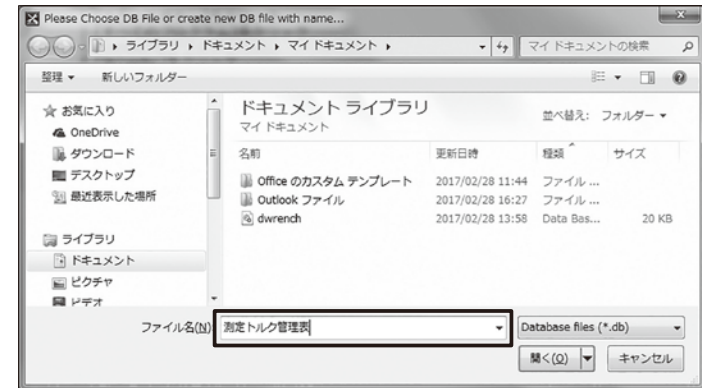 Please Choose DB File or create new DB file with name...
ライブラリ ▸ ドキュメント ▸ マイ ドキュメント ▸
マイ ドキュメントの検索
整理 ▼ 新しいフォルダー
お気に入り
OneDrive
ダウンロード
デスクトップ
最近表示した場所
ライブラリ
ドキュメント
ピクチャ
ビデオ
ドキュメント ライブラリ
マイ ドキュメント
並べ替え: フォルダー ▼
名前 更新日時 種類 サイズ
Office のカスタム テンプレート 2017/02/28 11:44 ファイル ...
Outlook ファイル 2017/02/28 16:27 ファイル ...
dwrench 2017/02/28 13:58 Data Bas... 20 KB
ファイル名(N): 測定トルク管理表
Database files (*.db)
開く(O)
キャンセル